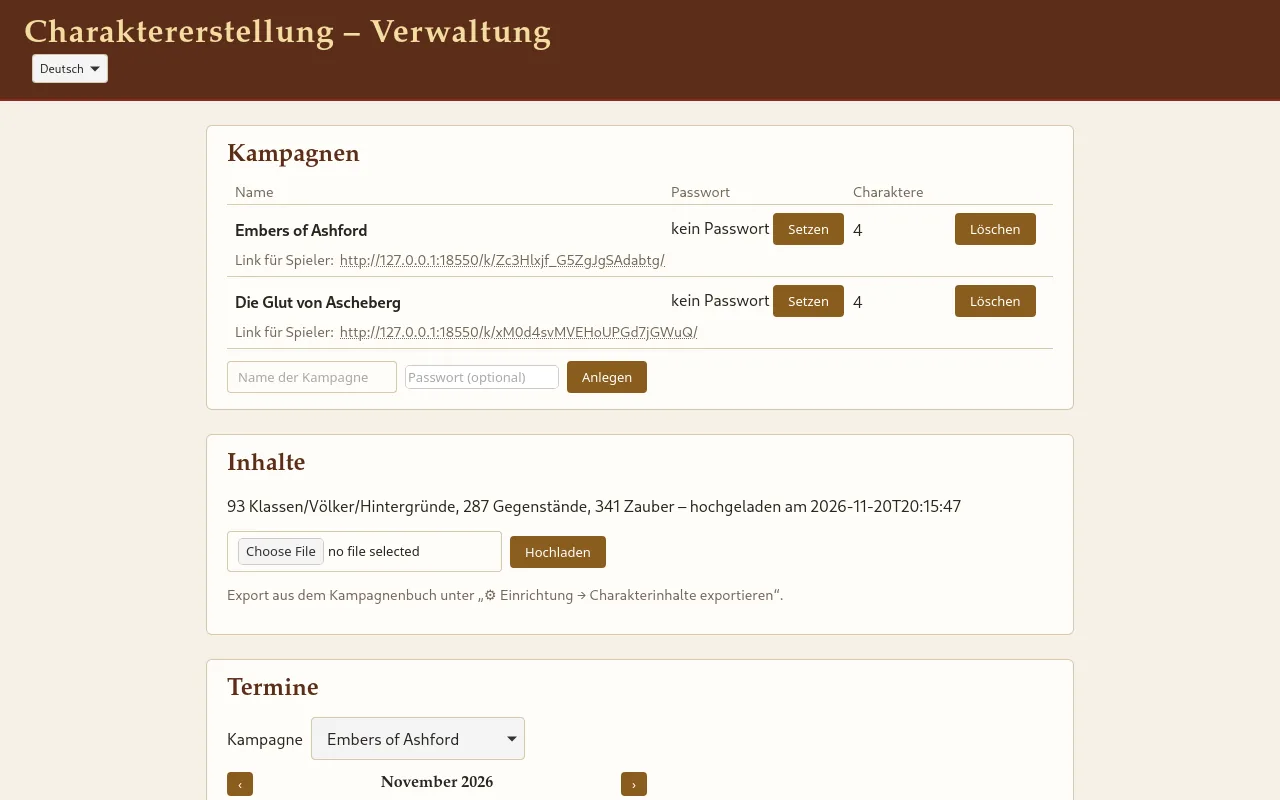 Charaktererstellung – Verwaltung
Deutsch
Kampagnen
Name Passwort Charaktere
Embers of Ashford kein Passwort Setzen 4 Löschen
Link für Spieler: http://127.0.0.1:18550/k/Zc3Hlxjf_G5ZgJgSAdabtg/
Die Glut von Ascheberg kein Passwort Setzen 4 Löschen
Link für Spieler: http://127.0.0.1:18550/k/xM0d4svMVEHoUPGd7jGWuQ/
Name der Kampagne Passwort (optional) Anlegen
Inhalte
93 Klassen/Völker/Hintergründe, 287 Gegenstände, 341 Zauber – hochgeladen am 2026-11-20T20:15:47
Choose File no file selected Hochladen
Export aus dem Kampagnenbuch unter „⚙ Einrichtung → Charakterinhalte exportieren“.
Termine
Kampagne Embers of Ashford
‹ November 2026 ›